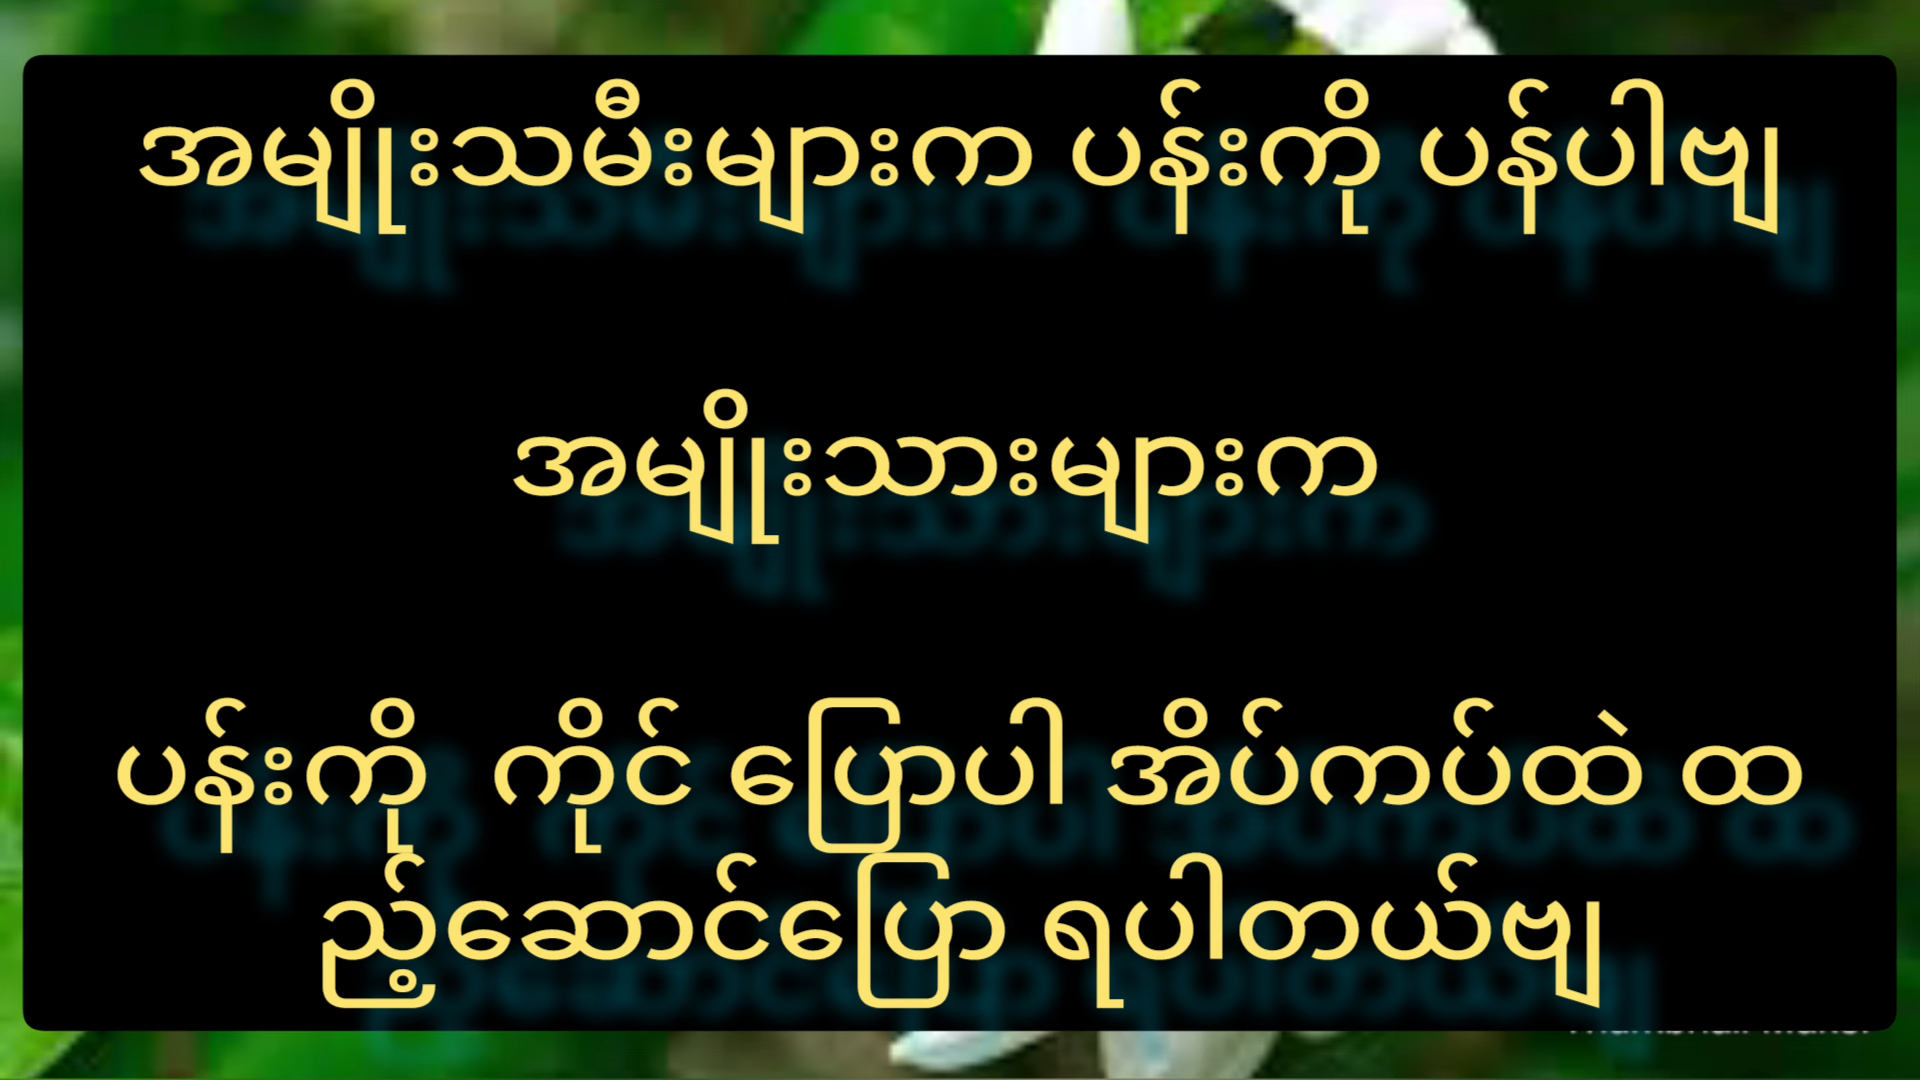 အမျိုးသမီးများက ပန်းကို ပန်ပါဗျ
အမျိုးသားများက
ပန်းကို ကိုင် ပြောပါ အိပ်ကပ်ထဲ ထ
ည့်ဆောင်ပြော ရပါတယ်ဗျ